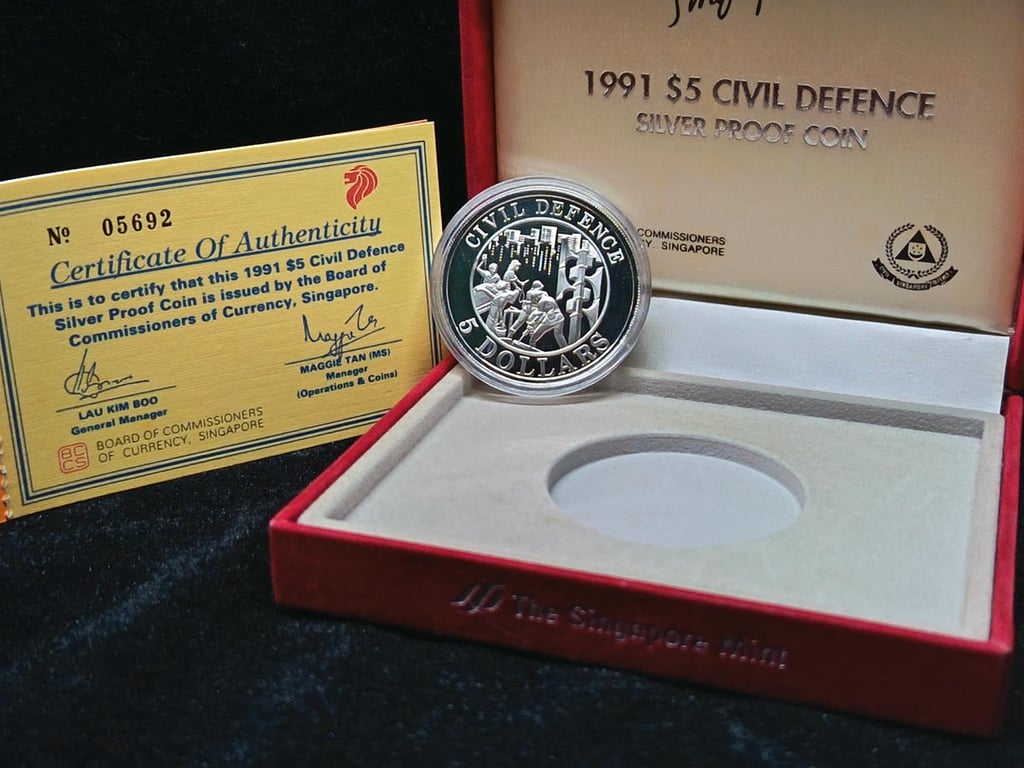 Nº 05692
Certificate Of Authenticity
This is to certify that this 1991 $5 Civil Defence
Silver Proof Coin is issued by the Board of
Commissioners of Currency, Singapore.
LAU KIM BOO
General Manager
MAGGIE TAN (MS)
Manager
(Operations & Coins)
BC
CS
BOARD OF COMMISSIONERS
OF CURRENCY, SINGAPORE
CIVIL DEFENCE
5 DOLLARS
1991 $5 CIVIL DEFENCE
SILVER PROOF COIN
COMMISSIONERS
SINGAPORE
The Singapore Mint